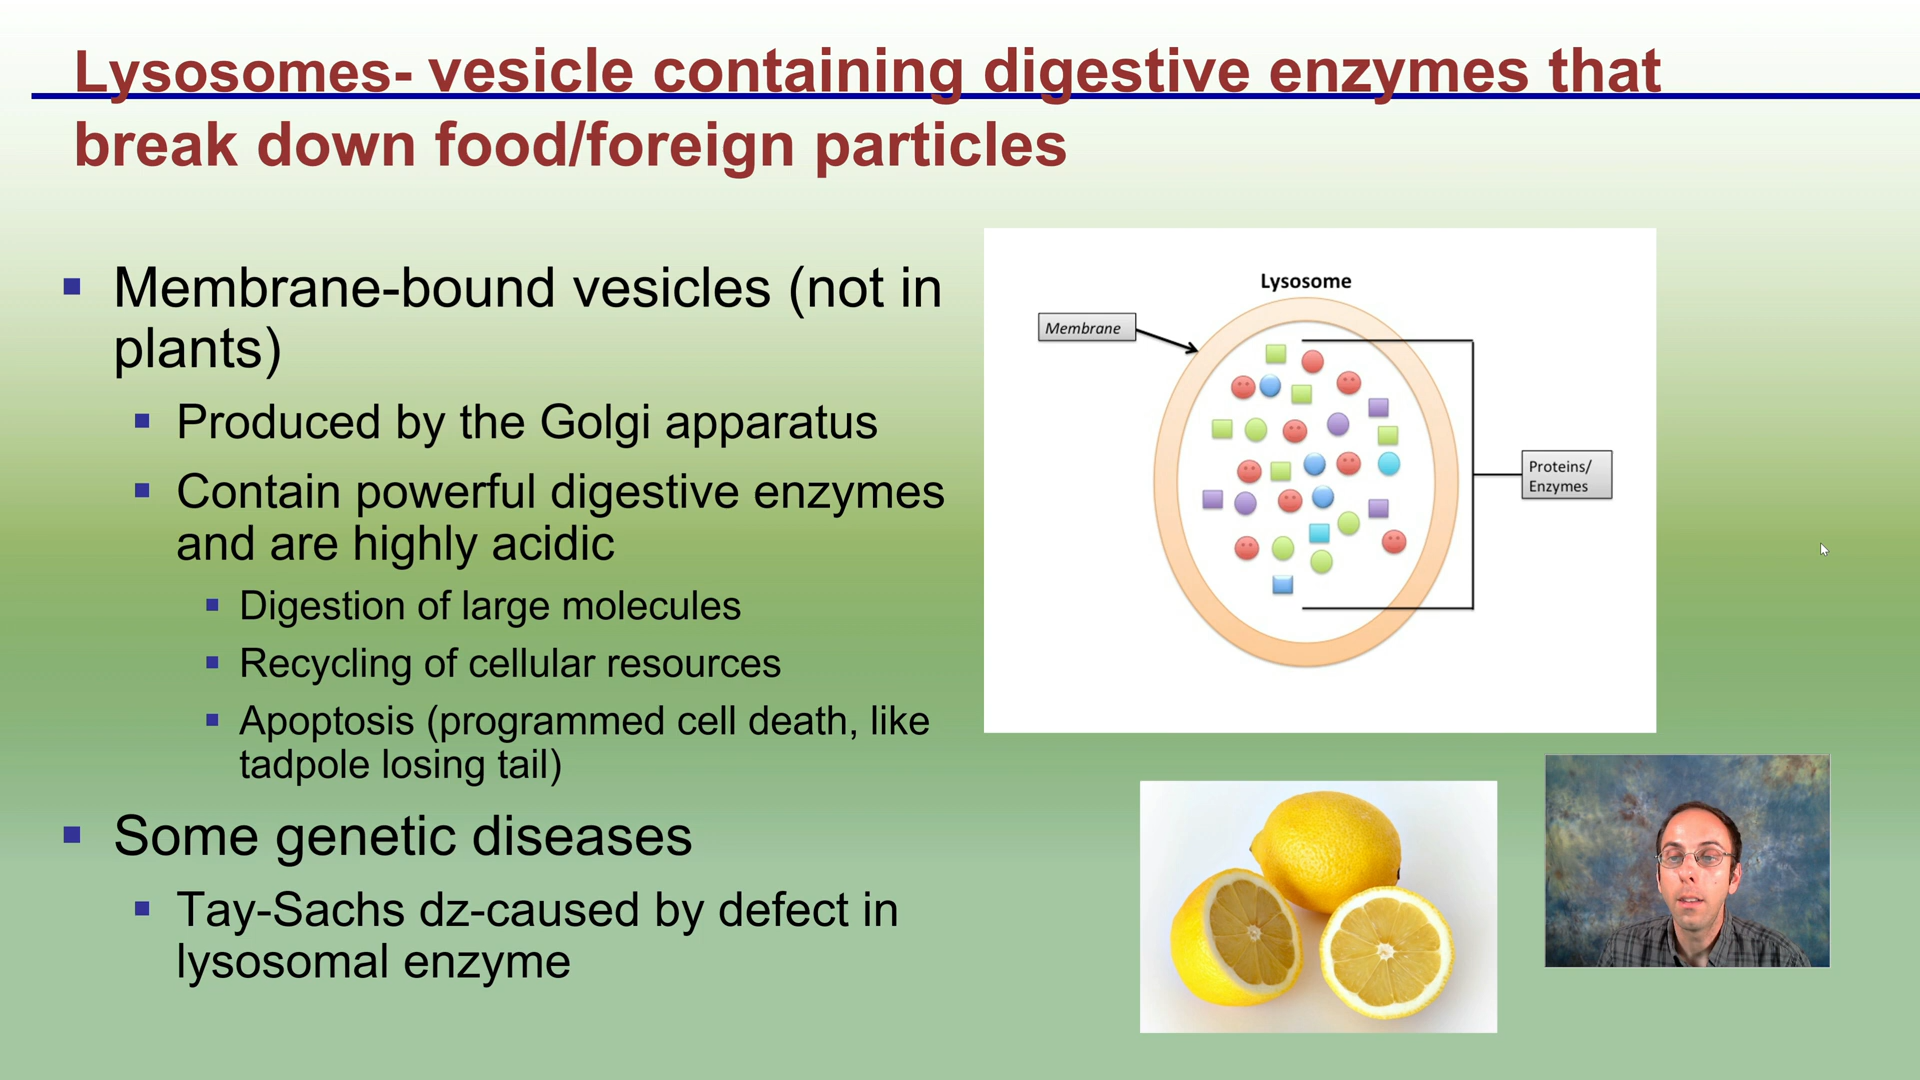 Lysosomes- vesicle containing digestive enzymes that
break down food/foreign particles
Membrane-bound vesicles (not in
plants)
Produced by the Golgi apparatus
Contain powerful digestive enzymes
and are highly acidic
Digestion of large molecules
Recycling of cellular resources
Apoptosis (programmed cell death, like
tadpole losing tail)
Some genetic diseases
Tay-Sachs dz-caused by defect in
lysosomal enzyme
Lysosome
Membrane
Proteins/
Enzymes